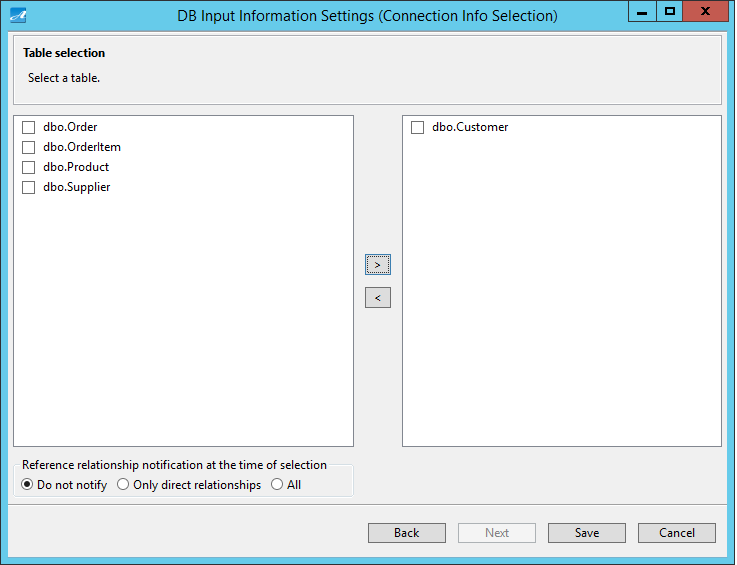 DB Input Information Settings (Connection Info Selection)
Table selection
Select a table.
dbo.Order
dbo.OrderItem
dbo.Product
dbo.Supplier
dbo.Customer
>
<
Reference relationship notification at the time of selection
Do not notify Only direct relationships All
Back Next Save Cancel